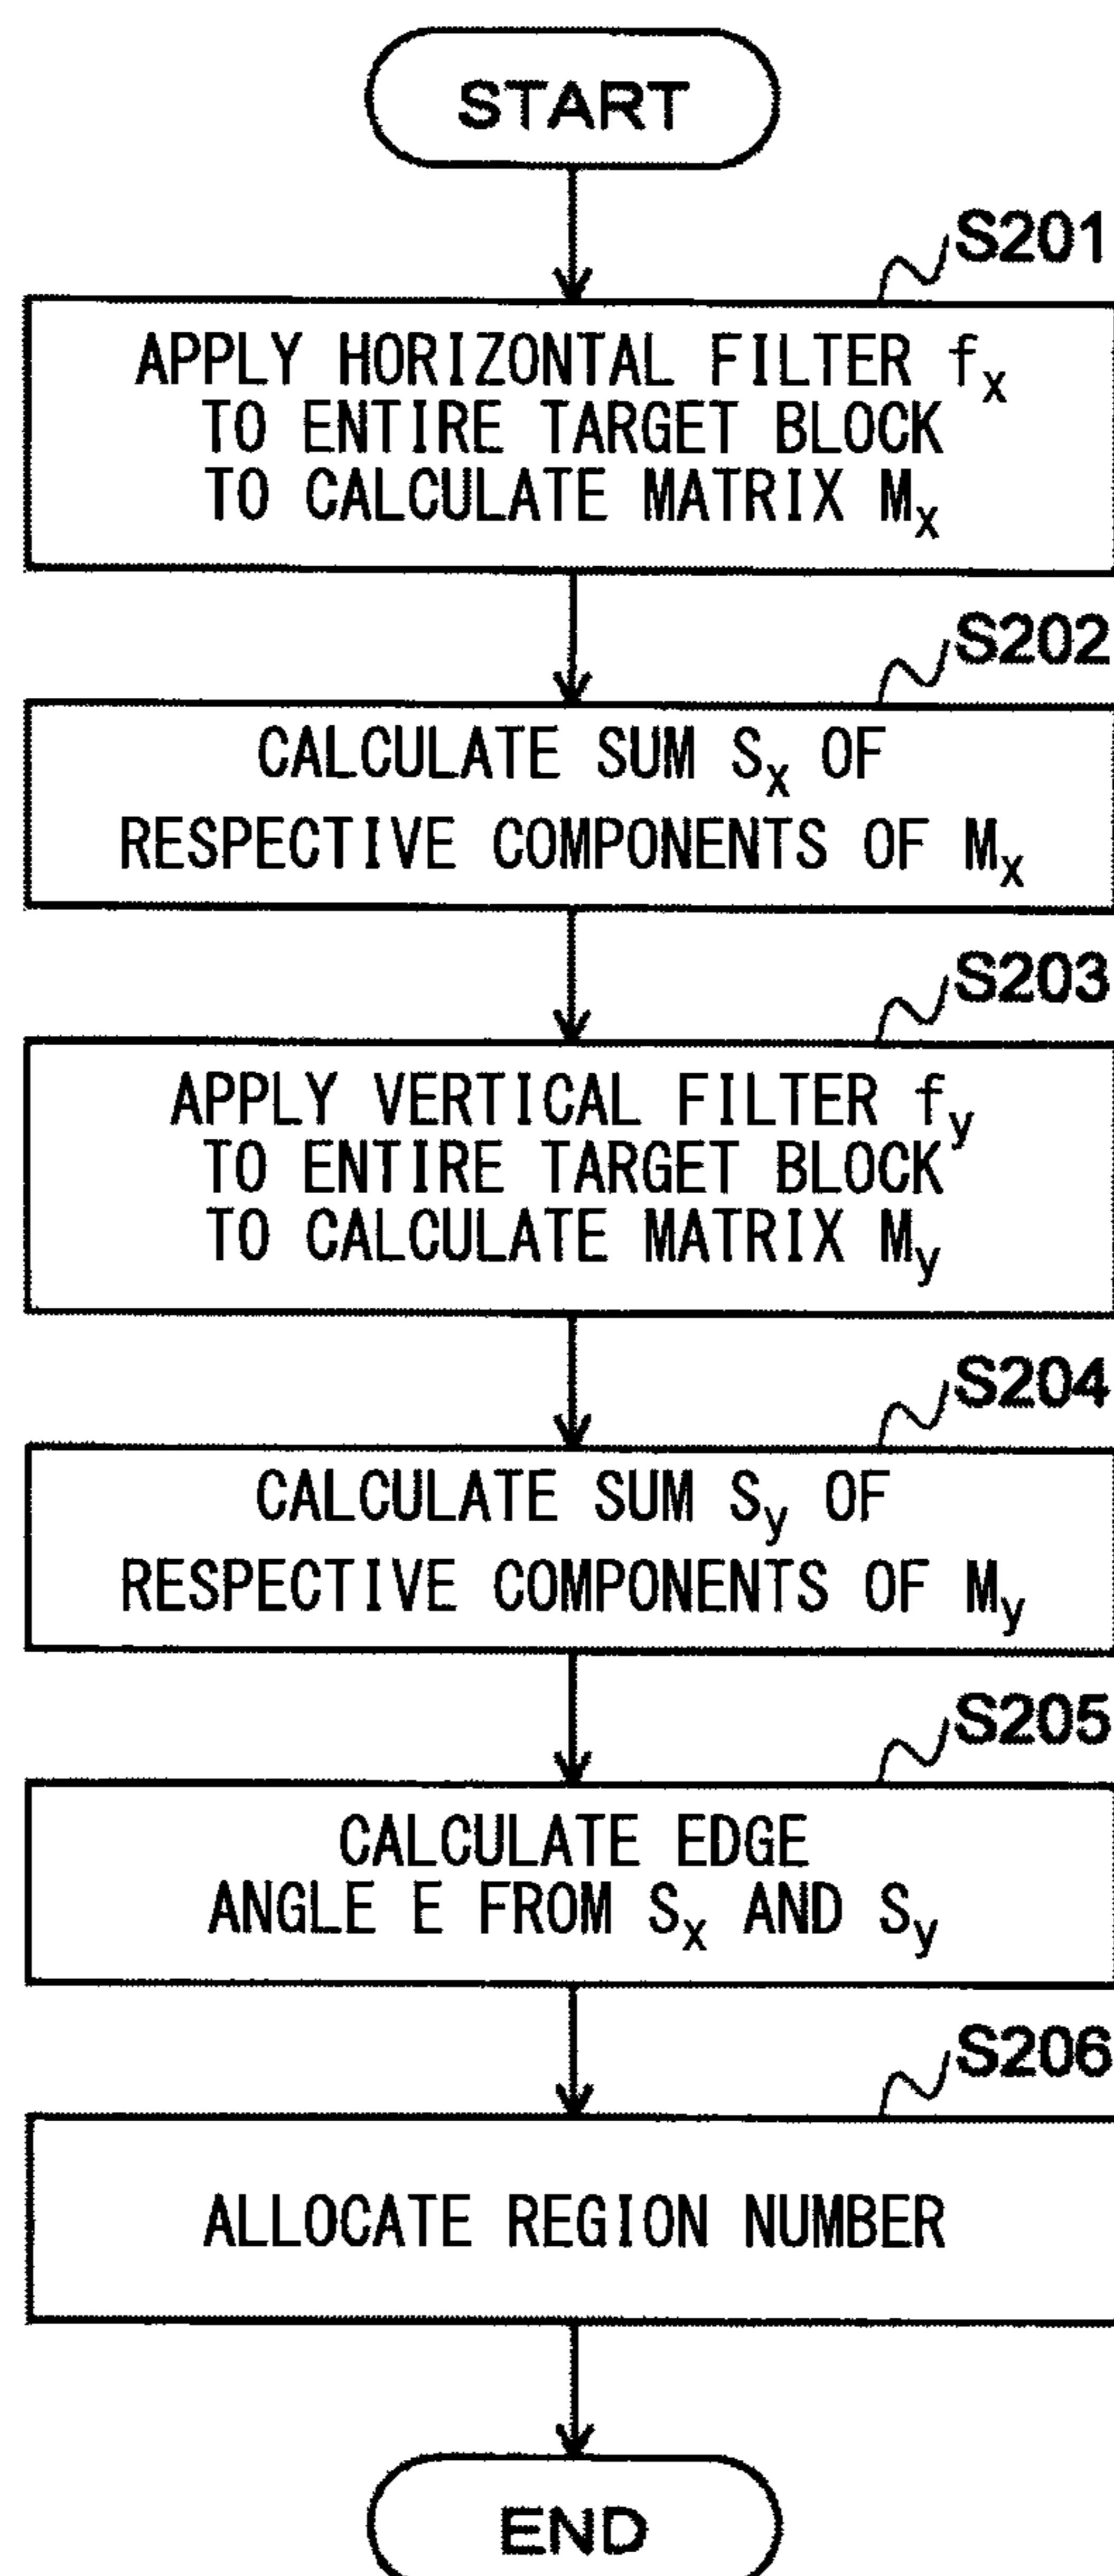 START
S201
APPLY HORIZONTAL FILTER fx
TO ENTIRE TARGET BLOCK
TO CALCULATE MATRIX Mx
S202
CALCULATE SUM Sx OF
RESPECTIVE COMPONENTS OF Mx
S203
APPLY VERTICAL FILTER fy
TO ENTIRE TARGET BLOCK
TO CALCULATE MATRIX My
S204
CALCULATE SUM Sy OF
RESPECTIVE COMPONENTS OF My
S205
CALCULATE EDGE
ANGLE E FROM Sx AND Sy
S206
ALLOCATE REGION NUMBER
END